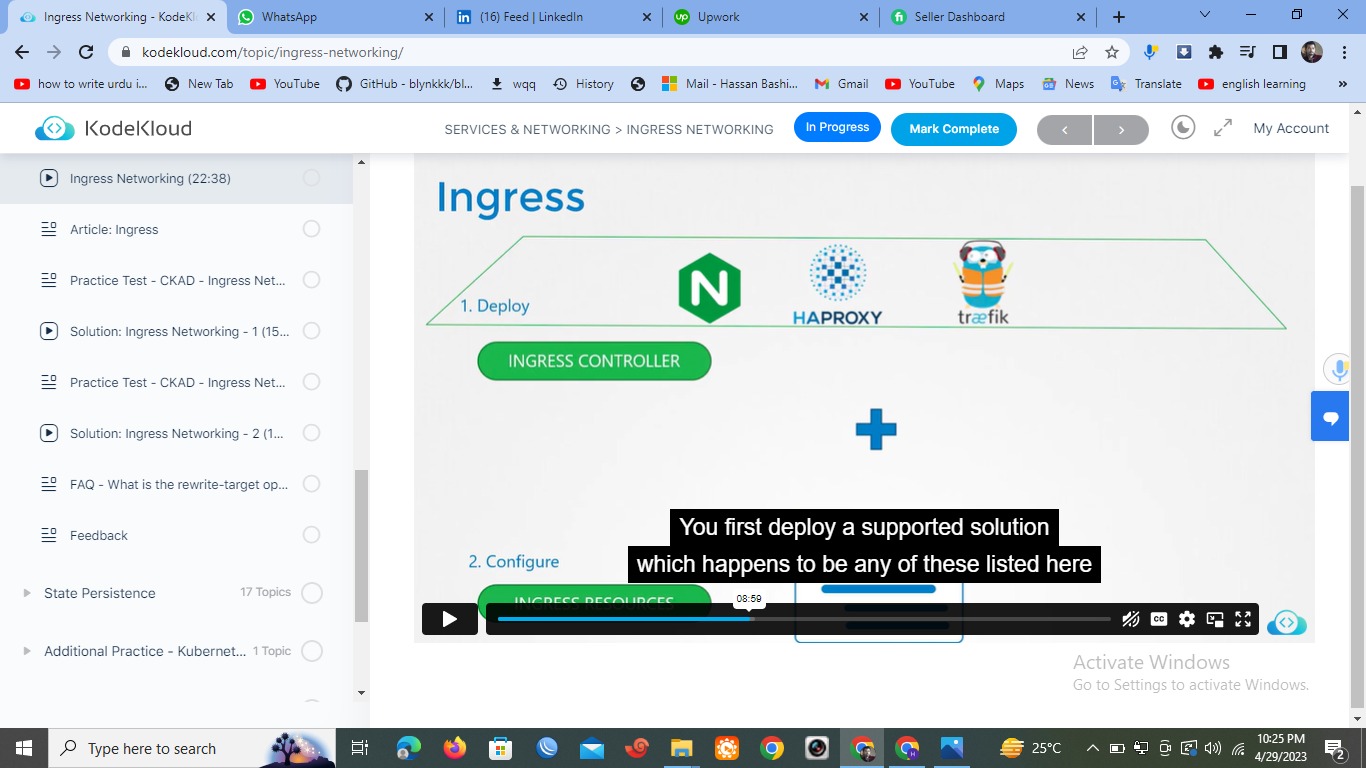 Ingress Networking - KodeKl
WhatsApp
(16) Feed | LinkedIn
Upwork
Seller Dashboard
kodekloud.com/topic/ingress-networking/
how to write urdu i...
New Tab
YouTube
GitHub - blynkkk/bl...
wqq
History
Mail - Hassan Bashi...
Gmail
YouTube
Maps
News
Translate
english learning
»
KodeKloud
SERVICES & NETWORKING > INGRESS NETWORKING
In Progress
Mark Complete
My Account
Ingress Networking (22:38)
Article: Ingress
Practice Test - CKAD - Ingress Net...
Solution: Ingress Networking - 1 (15...
Practice Test - CKAD - Ingress Net...
Solution: Ingress Networking - 2 (1...
FAQ - What is the rewrite-target op...
Feedback
State Persistence
17 Topics
Additional Practice - Kubernet...
1 Topic
Ingress
1. Deploy
N
HAPROXY
træfik
INGRESS CONTROLLER
You first deploy a supported solution
which happens to be any of these listed here
2. Configure
INGRESS RESOURCES
08:59
CC
Activate Windows
Go to Settings to activate Windows.
Type here to search
25°C
10:25 PM
4/29/2023
2